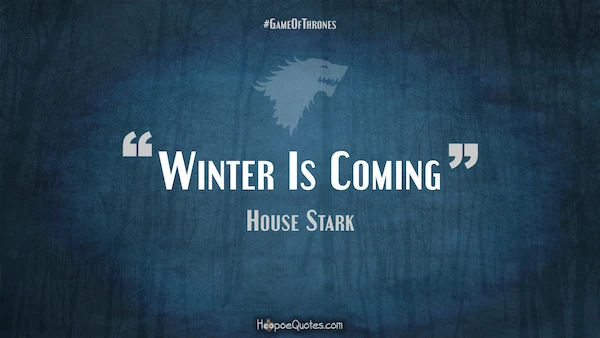 #GameOfThrones
“Winter Is Coming”
House Stark
HoopoeQuotes.com